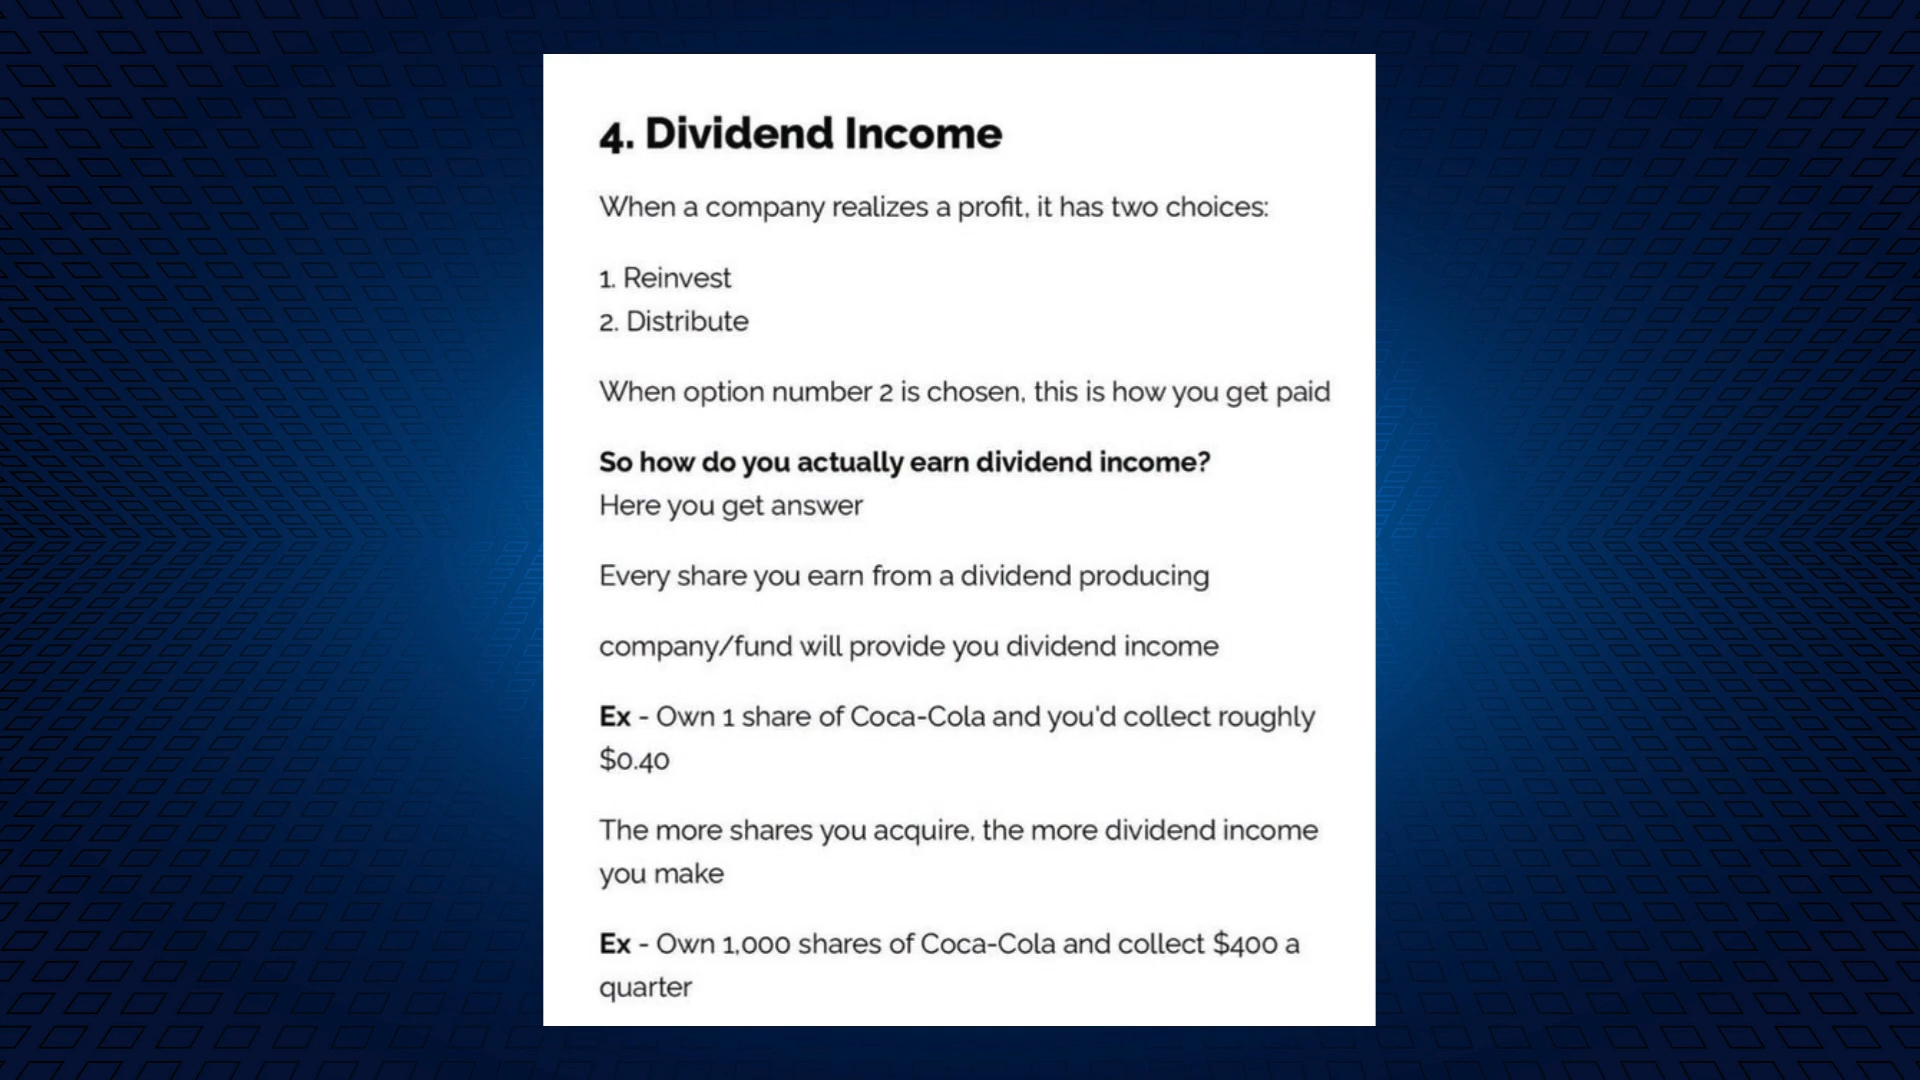 4. Dividend Income
When a company realizes a profit, it has two choices:
1. Reinvest
2. Distribute
When option number 2 is chosen, this is how you get paid
So how do you actually earn dividend income?
Here you get answer
Every share you earn from a dividend producing
company/fund will provide you dividend income
Ex - Own 1 share of Coca-Cola and you'd collect roughly
$0.40
The more shares you acquire, the more dividend income
you make
Ex - Own 1,000 shares of Coca-Cola and collect $400 a
quarter